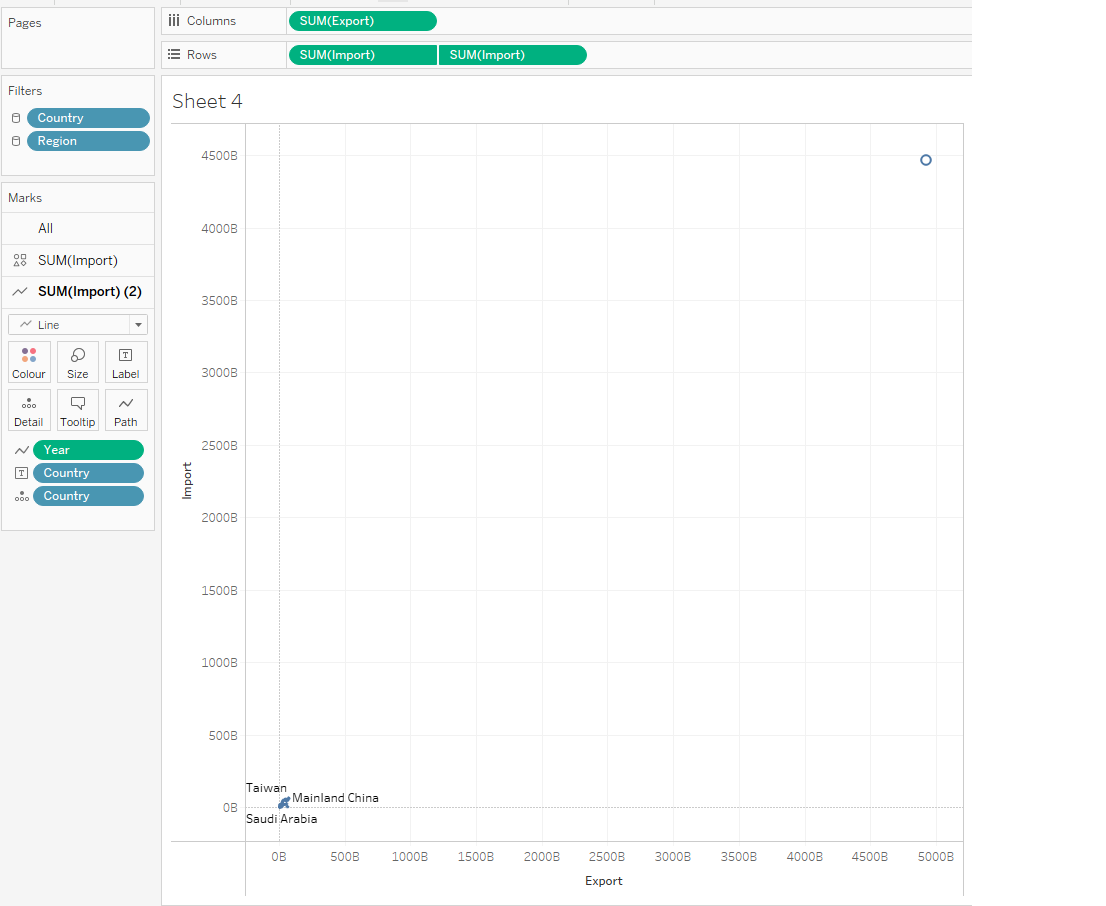 Pages
Columns
SUM(Export)
Rows
SUM(Import)
SUM(Import)
Filters
Country
Region
Marks
All
SUM(Import)
SUM(Import) (2)
Line
Colour
Size
Label
Detail
Tooltip
Path
Year
Country
Country
Sheet 4
4500B
4000B
3500B
3000B
2500B
2000B
1500B
1000B
500B
0B
Import
Taiwan
Mainland China
Saudi Arabia
0B
500B
1000B
1500B
2000B
2500B
3000B
3500B
4000B
4500B
5000B
Export